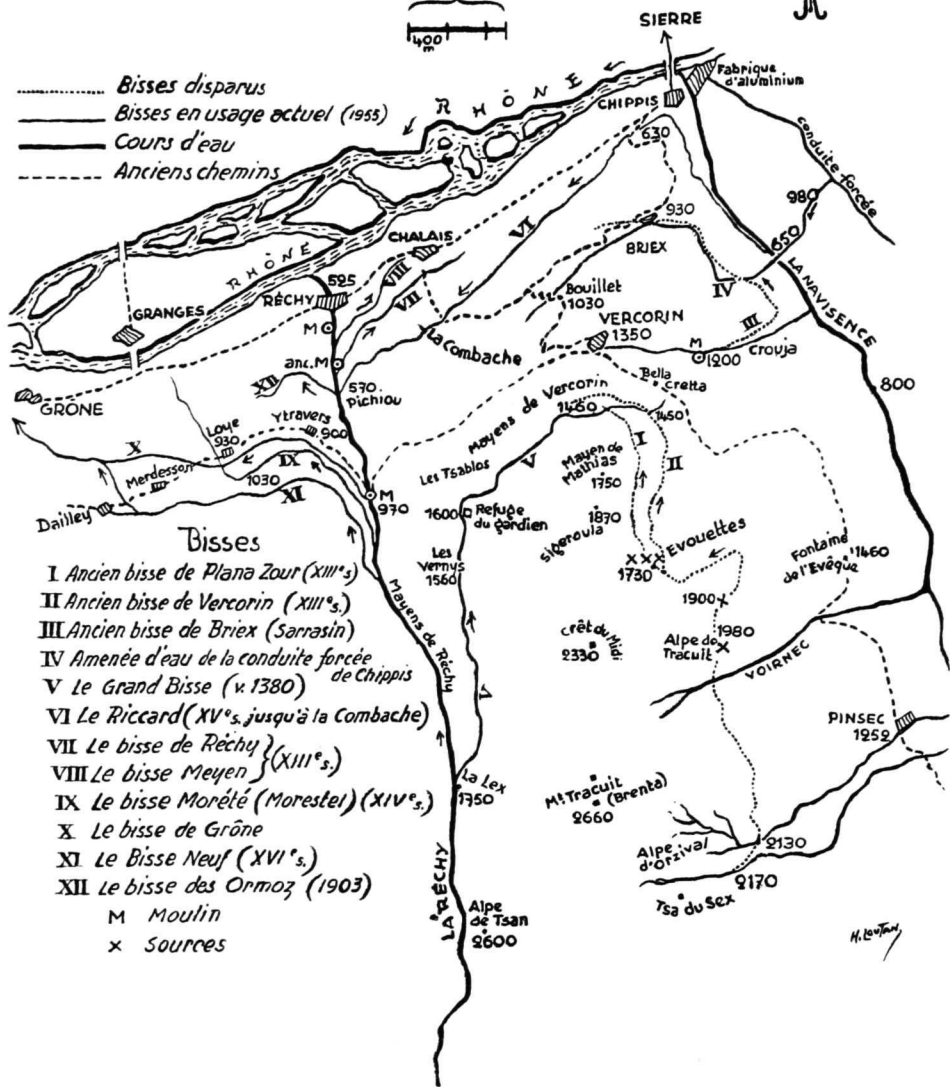 400
m
SIERRE
Bisses disparus
Bisses en usage actuel (1955)
Cours d'eau
Anciens chemins
RHÔNE
Fabrique
d'aluminium
CHIPPIS
630
conduite forcée
980
930
VI
BRIEX
650
CHALAIS
RHÔNE
VIII
VII
525
RÉCHY
GRANGES
IV
LA NAVISENCE
Bouillet
1030
VERCORIN
1350
III
M
La Combache
M
1200
Crouja
anc. M
XII
570
Pichiou
GRÔNE
Bella
Cretta
800
Mayens de Vercorin
1450
1450
Ytravers
900
Loye
930
X
Merdesson
IX
1030
XI
Dailley
Les Tsablos
V
I
II
Mayen de
Mathias
1750
M
970
1600
Refuge
du gardien
1870
Sigeroula
Evouettes
1730
Les
Vernys
1560
Fontaine
de l'Evêque
1460
1900
1980
Alpe de
Tracuit
Crêt du Midi
2330
VOIRNEC
Mayens de Réchy
V
PINSEC
1252
La Lex
1750
Mt Tracuit
(Brenta)
2660
Alpe
d'Orzival
2130
2170
Tsa du Sex
LA RÉCHY
Alpe
de Tsan
2600
Bisses
I Ancien bisse de Plana Zour (XIIIe s)
II Ancien bisse de Vercorin (XIIIe s.)
III Ancien bisse de Briex (Sarrasin)
IV Amenée d'eau de la conduite forcée
de Chippis
V Le Grand Bisse (v. 1380)
VI Le Riccard (XVe s. jusqu'à la Combache)
VII Le bisse de Réchy } (XIIIe s.)
VIII Le bisse Meyen
IX Le bisse Morété (Morestel) (XIVe s.)
X Le bisse de Grône
XI Le Bisse Neuf (XVIe s.)
XII Le bisse des Ormoz (1903)
M Moulin
x Sources
H. Loutan,